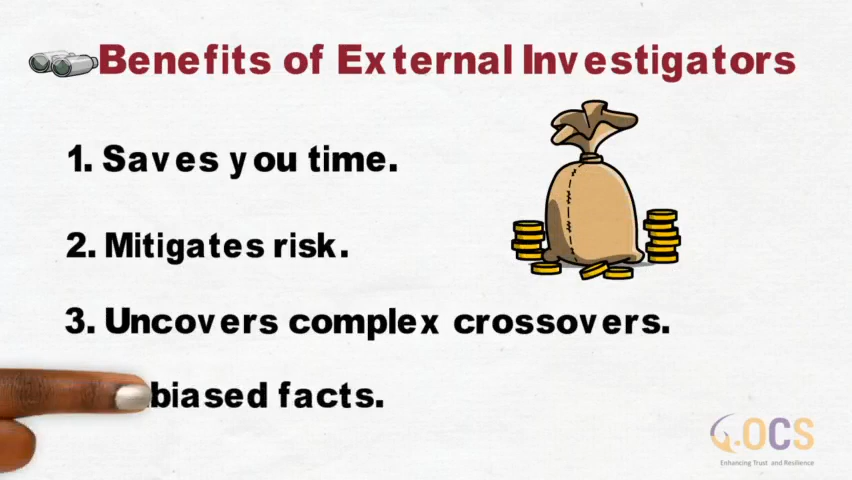 Benefits of External Investigators
1. Saves you time.
2. Mitigates risk.
3. Uncovers complex crossovers.
biased facts.
OCS
Enhancing Trust and Resilience